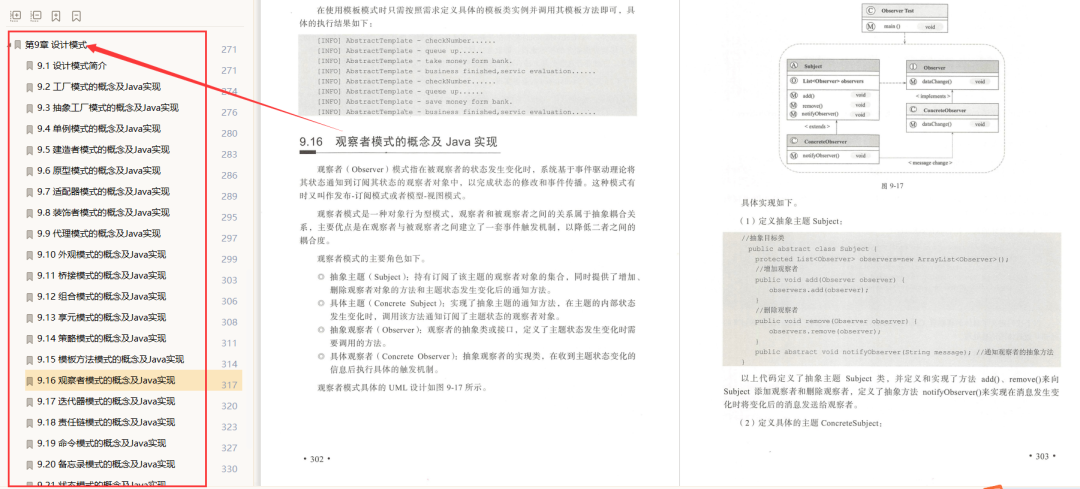 第9章 设计模式 271
9.1 设计模式简介 271
9.2 工厂模式的概念及Java实现 274
9.3 抽象工厂模式的概念及Java实现 276
9.4 单例模式的概念及Java实现 280
9.5 建造者模式的概念及Java实现 283
9.6 原型模式的概念及Java实现 286
9.7 适配器模式的概念及Java实现 289
9.8 装饰者模式的概念及Java实现 295
9.9 代理模式的概念及Java实现 297
9.10 外观模式的概念及Java实现 299
9.11 桥接模式的概念及Java实现 303
9.12 组合模式的概念及Java实现 306
9.13 享元模式的概念及Java实现 308
9.14 策略模式的概念及Java实现 311
9.15 模板方法模式的概念及Java实现 314
9.16 观察者模式的概念及Java实现 317
9.17 迭代器模式的概念及Java实现 320
9.18 责任链模式的概念及Java实现 323
9.19 命令模式的概念及Java实现 327
9.20 备忘录模式的概念及Java实现 330
9.21 状态模式的概念及Java实现
在使用模板模式时只需按照需求定义具体的模板类实例并调用其模板方法即可，具
体的执行结果如下：
[INFO] AbstractTemplate - checkNumber......
[INFO] AbstractTemplate - queue up......
[INFO] AbstractTemplate - take money form bank.
[INFO] AbstractTemplate - business finished,servic evaluation......
[INFO] AbstractTemplate - checkNumber......
[INFO] AbstractTemplate - queue up......
[INFO] AbstractTemplate - save money form bank.
[INFO] AbstractTemplate - business finished,servic evaluation......
9.16 观察者模式的概念及 Java 实现
观察者（Observer）模式指在被观察者的状态发生变化时，系统基于事件驱动理论将
其状态通知到订阅其状态的观察者对象中，以完成状态的修改和事件传播。这种模式有
时又叫作发布-订阅模式或者模型-视图模式。
观察者模式是一种对象行为型模式，观察者和被观察者之间的关系属于抽象耦合关
系，主要优点是在观察者与被观察者之间建立了一套事件触发机制，以降低二者之间的
耦合度。
观察者模式的主要角色如下。
◎ 抽象主题（Subject）：持有订阅了该主题的观察者对象的集合，同时提供了增加、
删除观察者对象的方法和主题状态发生变化后的通知方法。
◎ 具体主题（Concrete Subject）：实现了抽象主题的通知方法，在主题的内部状态
发生变化时，调用该方法通知订阅了主题状态的观察者对象。
◎ 抽象观察者（Observer）：观察者的抽象类或接口，定义了主题状态发生变化时需
要调用的方法。
◎ 具体观察者（Concrete Observer）：抽象观察者的实现类，在收到主题状态变化的
信息后执行具体的触发机制。
观察者模式具体的 UML 设计如图 9-17 所示。
• 302 •
C Observer Test
M main () void
A Subject
O List<Observer> observers
M add() void
M remove() void
M notifyObserver() void
< extends >
C ConcreteObserver
M notifyObserver() void
I Observer
M dataChange() void
< implements >
C ConcreteObserver
M dataChange() void
< message change >
图 9-17
具体实现如下。
（1）定义抽象主题 Subject：
//抽象目标类
public abstract class Subject {
protected List<Observer> observers=new ArrayList<Observer>();
//增加观察者
public void add(Observer observer) {
observers.add(observer);
}
//删除观察者
public void remove(Observer observer) {
observers.remove(observer);
}
public abstract void notifyObserver(String message); //通知观察者的抽象方法
}
以上代码定义了抽象主题 Subject 类，并定义和实现了方法 add()、remove()来向
Subject 添加观察者和删除观察者，定义了抽象方法 notifyObserver()来实现在消息发生变
化时将变化后的消息发送给观察者。
（2）定义具体的主题 ConcreteSubject：
• 303 •